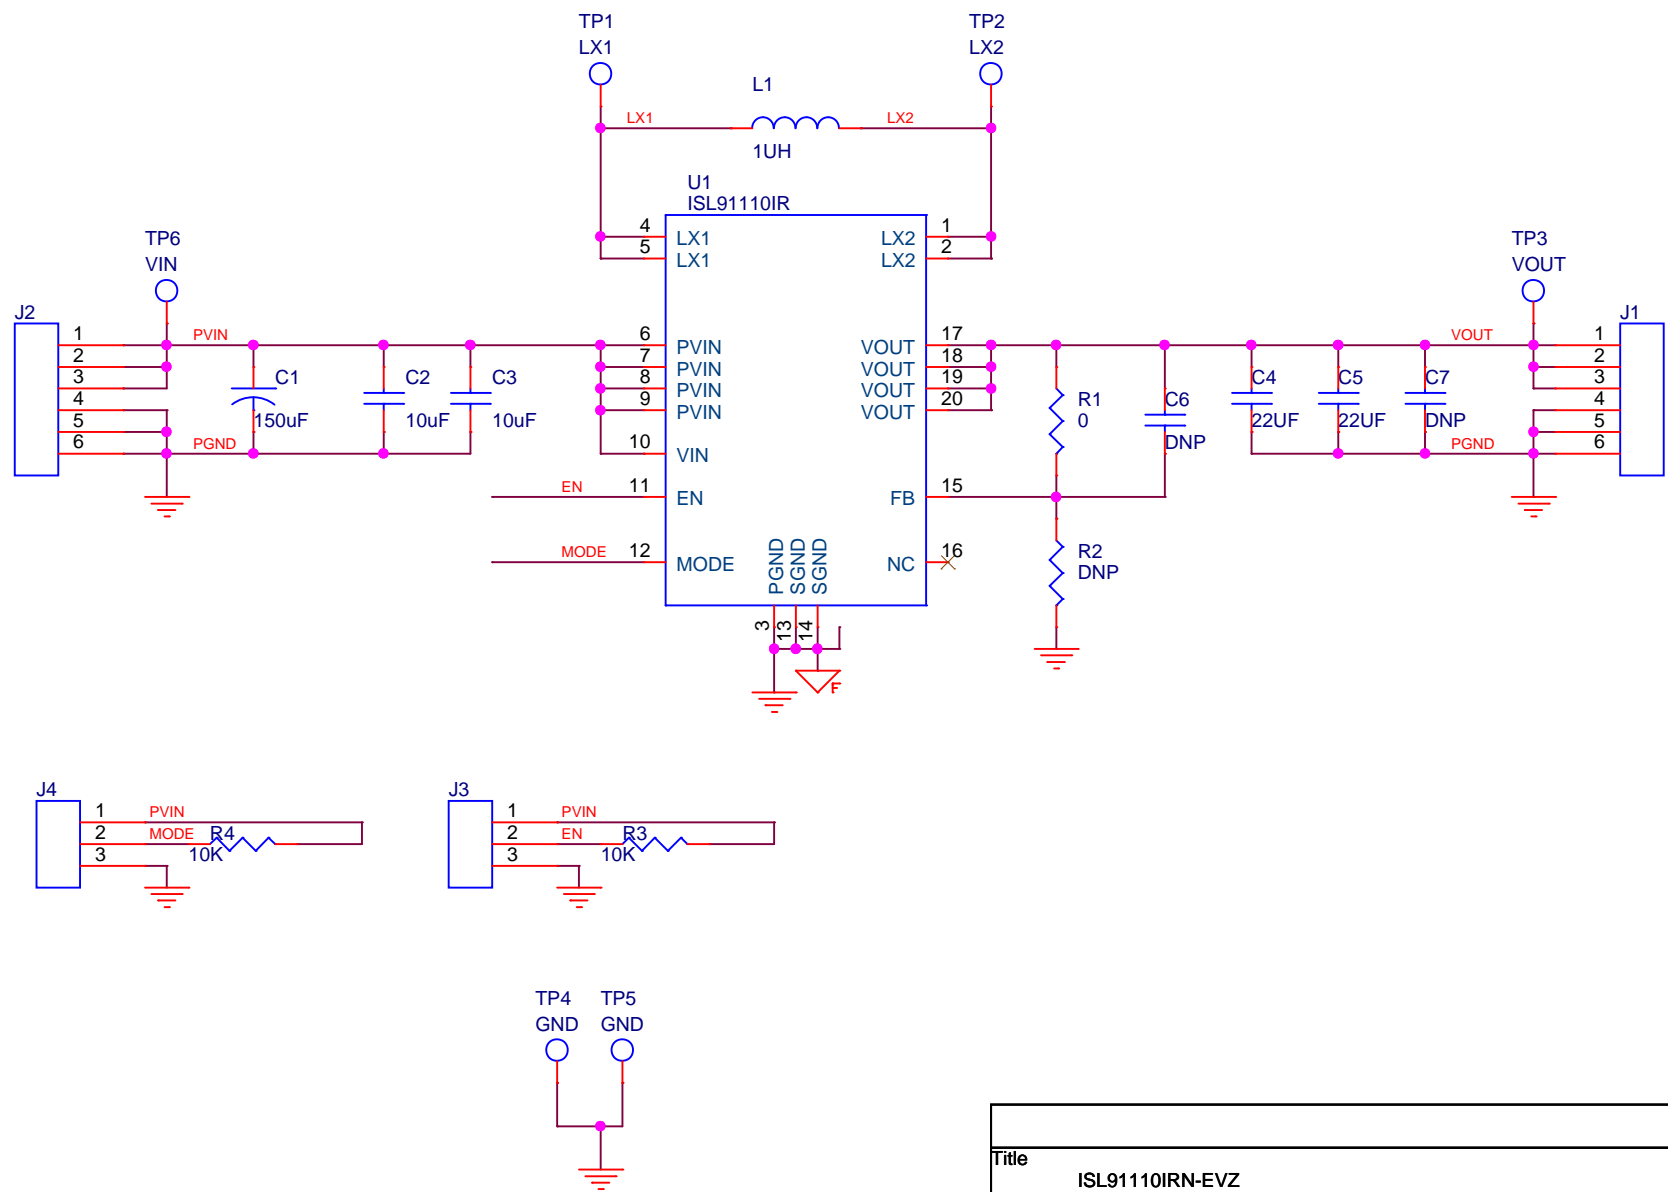 TP1
LX1
TP2
LX2
L1
LX1
LX2
1UH
U1
ISL91110IR
4
5
LX1
LX1
LX2
LX2
1
2
TP6
VIN
TP3
VOUT
J2
1
2
3
4
5
6
PVIN
PGND
C1
150uF
C2
10uF
C3
10uF
6
7
8
9
10
PVIN
PVIN
PVIN
PVIN
VIN
EN
11
EN
MODE
12
MODE
VOUT
VOUT
VOUT
VOUT
17
18
19
20
FB
15
NC
16
PGND
SGND
SGND
3
13
14
F
R1
0
C6
DNP
R2
DNP
C4
22UF
C5
22UF
C7
DNP
VOUT
PGND
J1
1
2
3
4
5
6
J4
1
2
3
PVIN
MODE
R4
10K
J3
1
2
3
PVIN
EN
R3
10K
TP4
GND
TP5
GND
Title
ISL91110IRN-EVZ